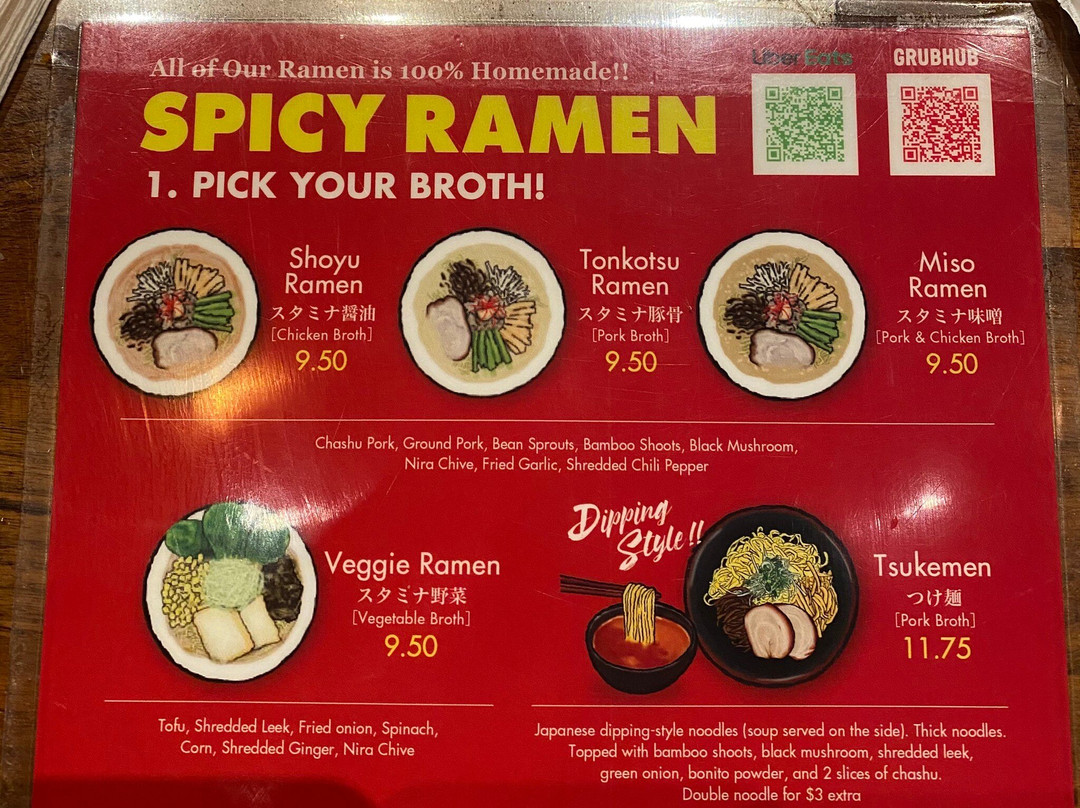 All of Our Ramen is 100% Homemade!!
Uber Eats
GRUBHUB
SPICY RAMEN
1. PICK YOUR BROTH!
Shoyu
Ramen
スタミナ醤油
[Chicken Broth]
9.50
Tonkotsu
Ramen
スタミナ豚骨
[Pork Broth]
9.50
Miso
Ramen
スタミナ味噌
[Pork & Chicken Broth]
9.50
Chashu Pork, Ground Pork, Bean Sprouts, Bamboo Shoots, Black Mushroom,
Nira Chive, Fried Garlic, Shredded Chili Pepper
Veggie Ramen
スタミナ野菜
[Vegetable Broth]
9.50
Tofu, Shredded Leek, Fried onion, Spinach,
Corn, Shredded Ginger, Nira Chive
Dipping
Style!!
Tsukemen
つけ麺
[Pork Broth]
11.75
Japanese dipping-style noodles (soup served on the side). Thick noodles.
Topped with bamboo shoots, black mushroom, shredded leek,
green onion, bonito powder, and 2 slices of chashu.
Double noodle for $3 extra